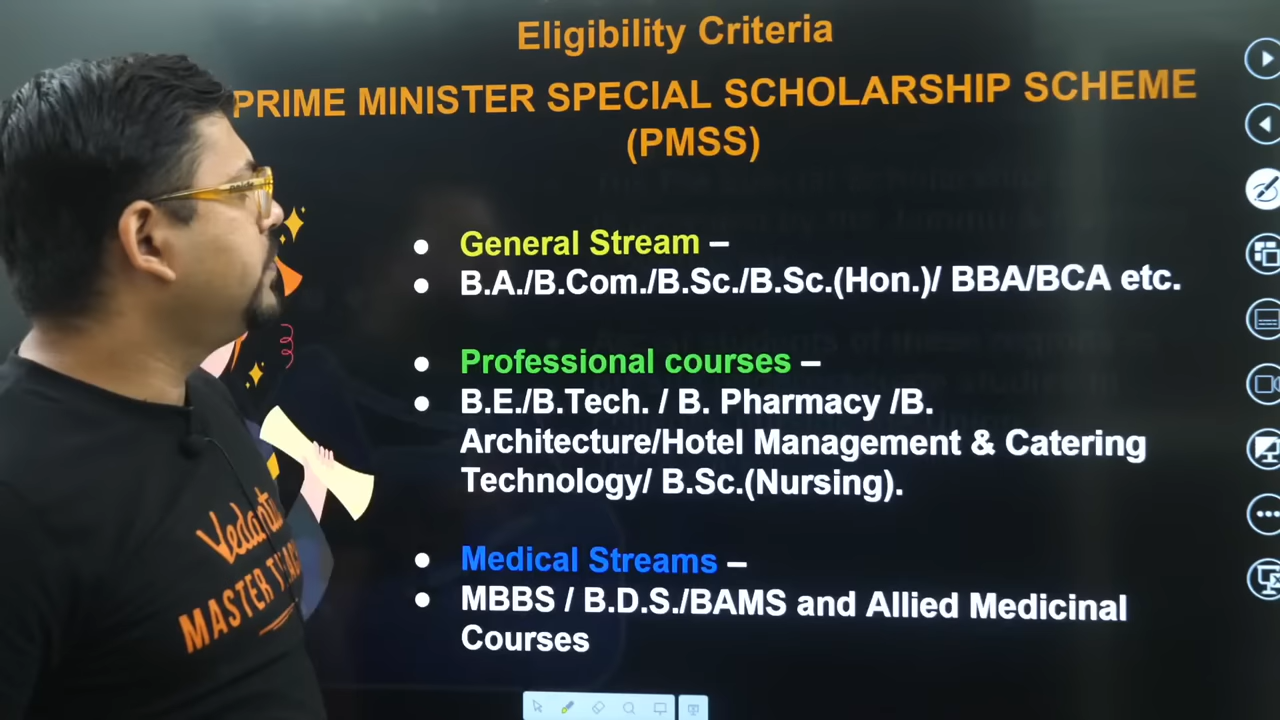 Eligibility Criteria
PRIME MINISTER SPECIAL SCHOLARSHIP SCHEME
(PMSS)
● General Stream –
● B.A./B.Com./B.Sc./B.Sc.(Hon.)/ BBA/BCA etc.
● Professional courses –
● B.E./B.Tech. / B. Pharmacy /B.
Architecture/Hotel Management & Catering
Technology/ B.Sc.(Nursing).
● Medical Streams –
● MBBS / B.D.S./BAMS and Allied Medicinal
Courses
MASTER